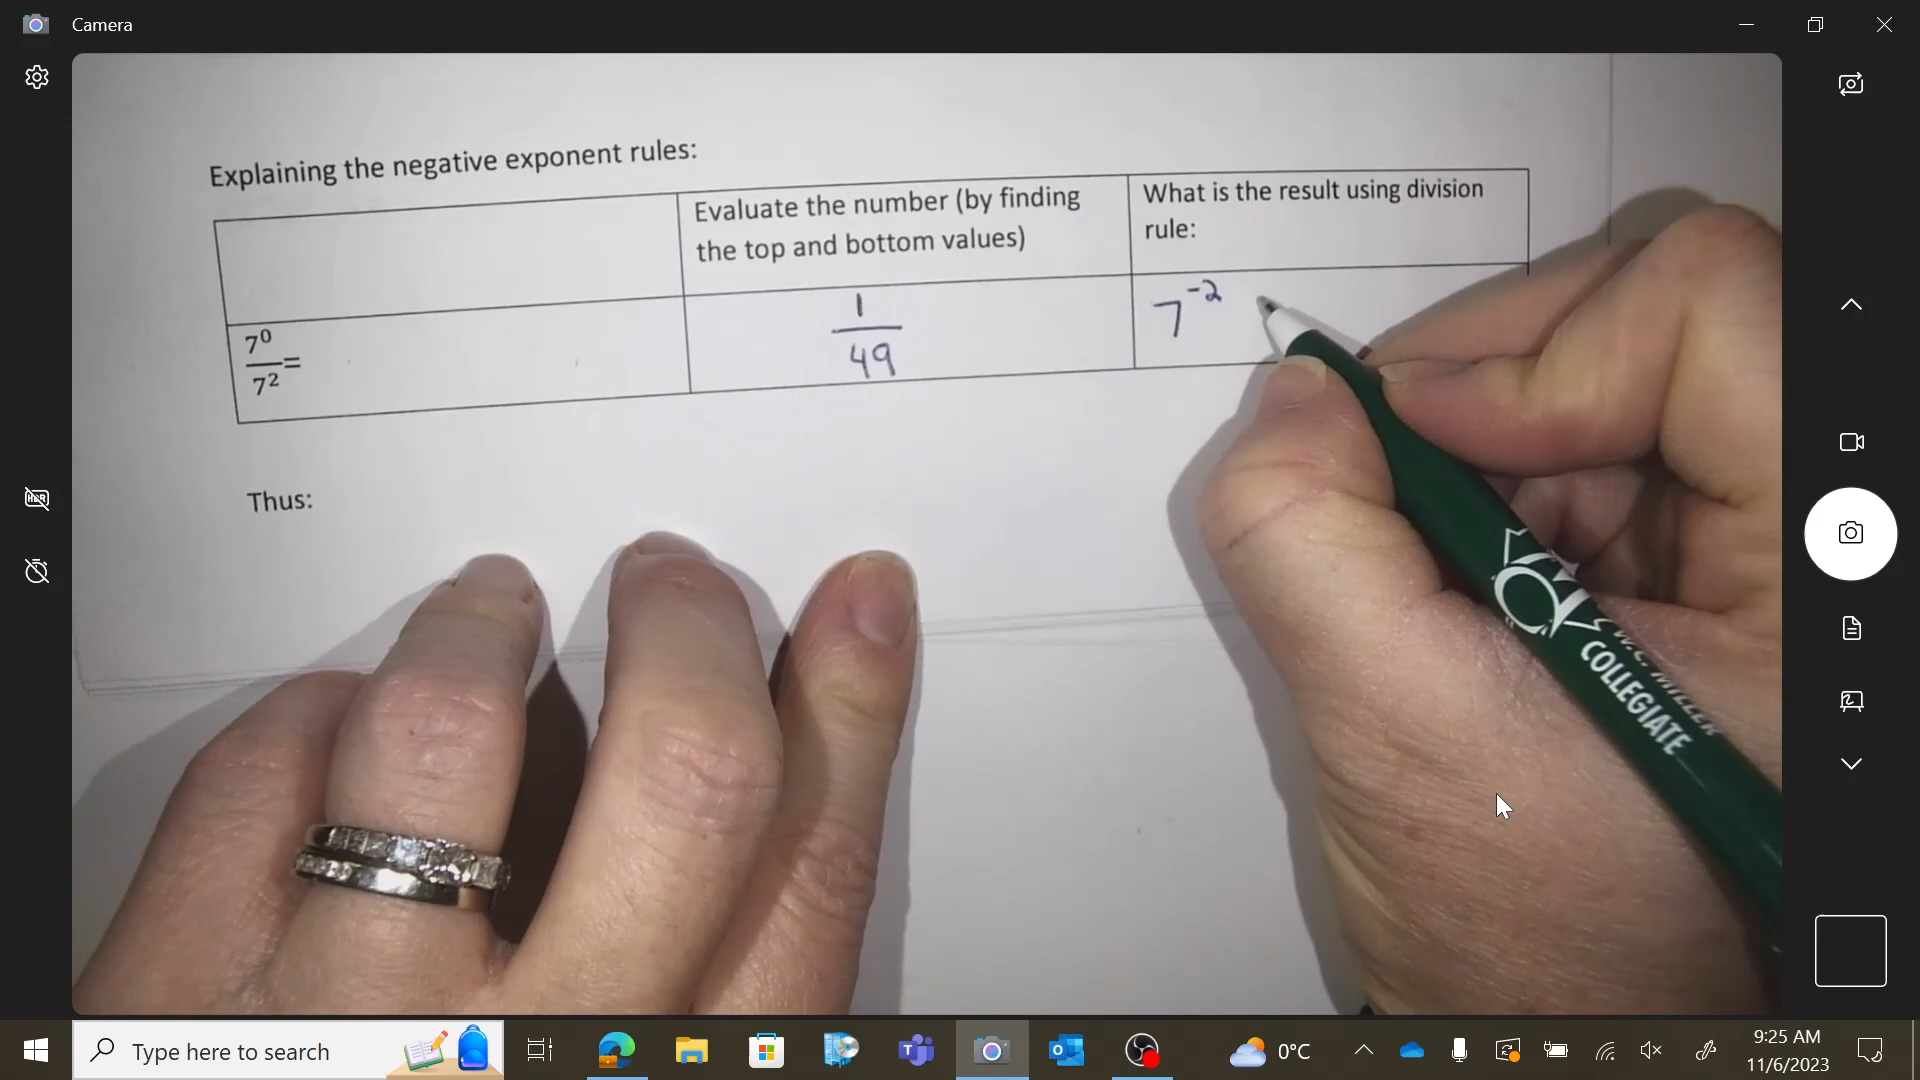 Camera
Explaining the negative exponent rules:
Evaluate the number (by finding
the top and bottom values)
What is the result using division
rule:
7⁰
7²
=
1
49
7⁻²
Thus:
W.C. MILLER
COLLEGIATE
Type here to search
0°C
9:25 AM
11/6/2023